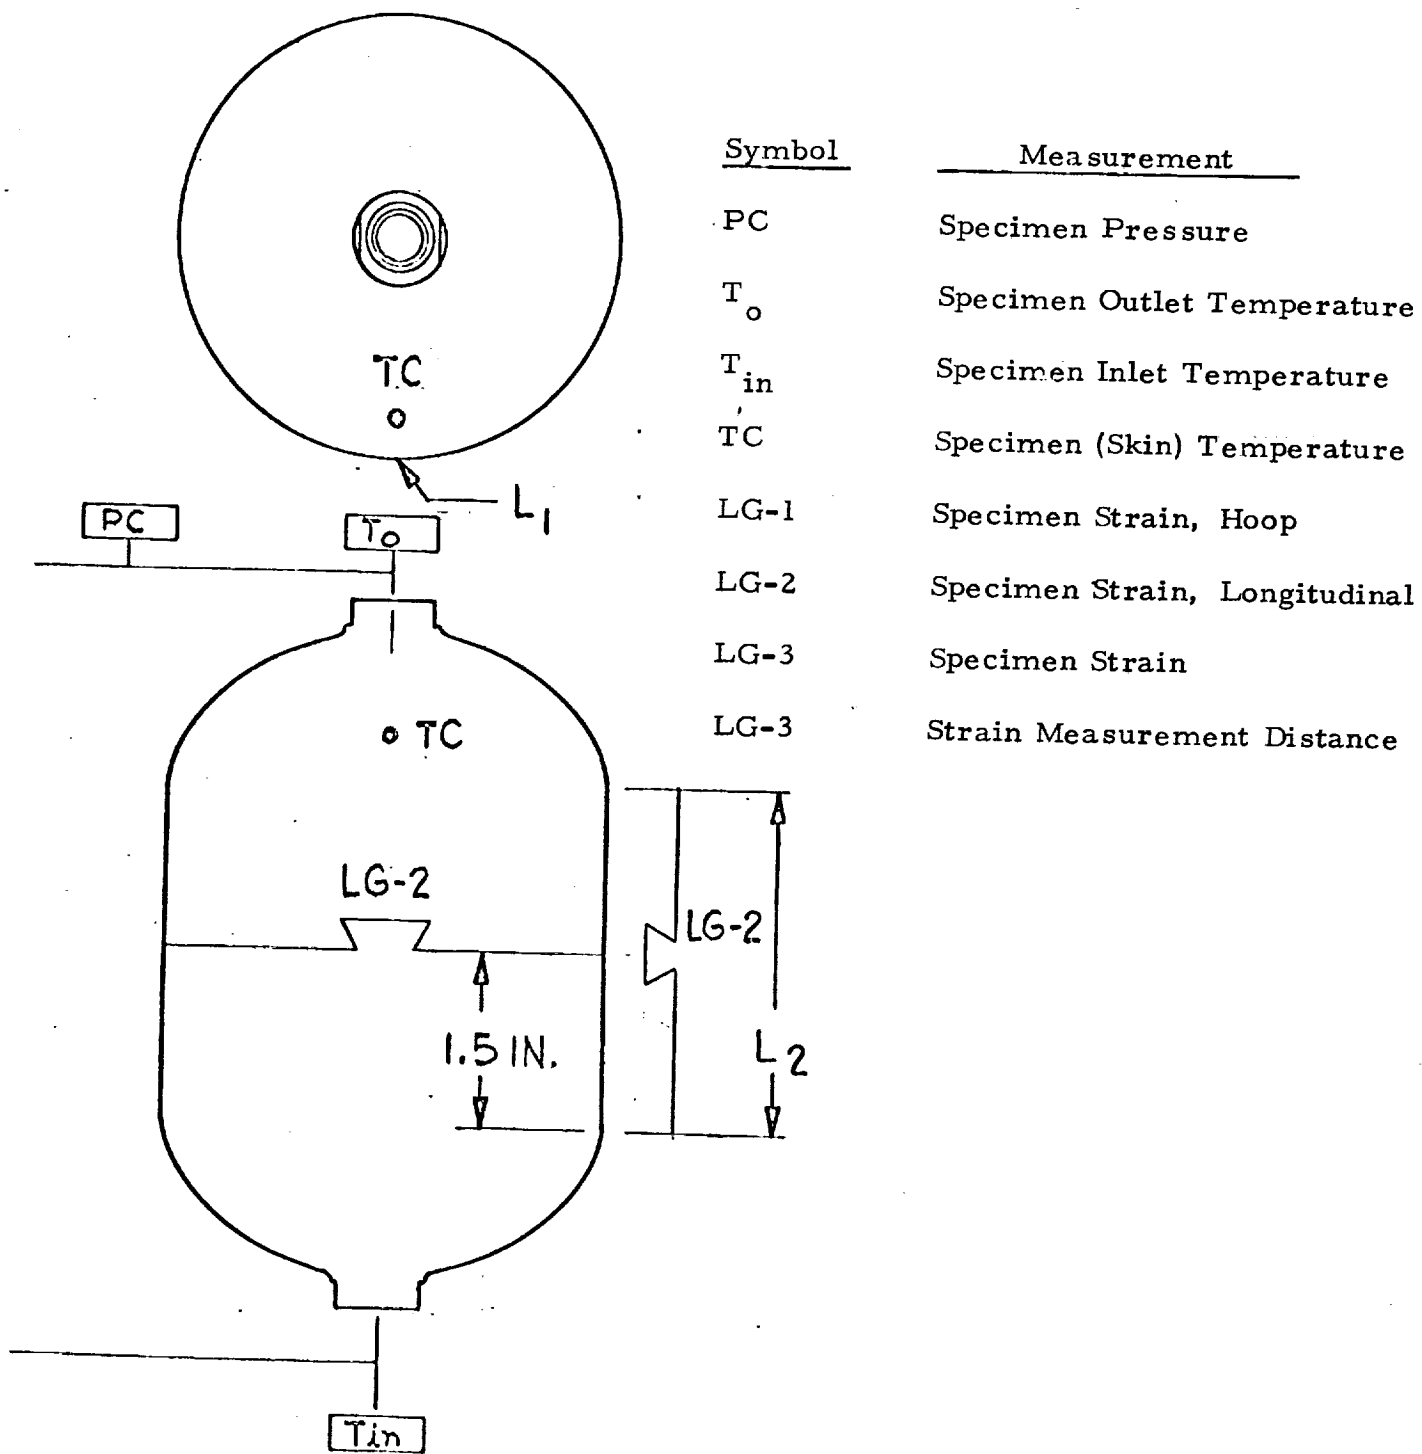 Symbol Measurement
PC Specimen Pressure
To Specimen Outlet Temperature
Tin Specimen Inlet Temperature
TC Specimen (Skin) Temperature
LG-1 Specimen Strain, Hoop
LG-2 Specimen Strain, Longitudinal
LG-3 Specimen Strain
LG-3 Strain Measurement Distance
TC
L1
PC
To
TC
LG-2
LG-2
1.5 IN.
L2
Tin